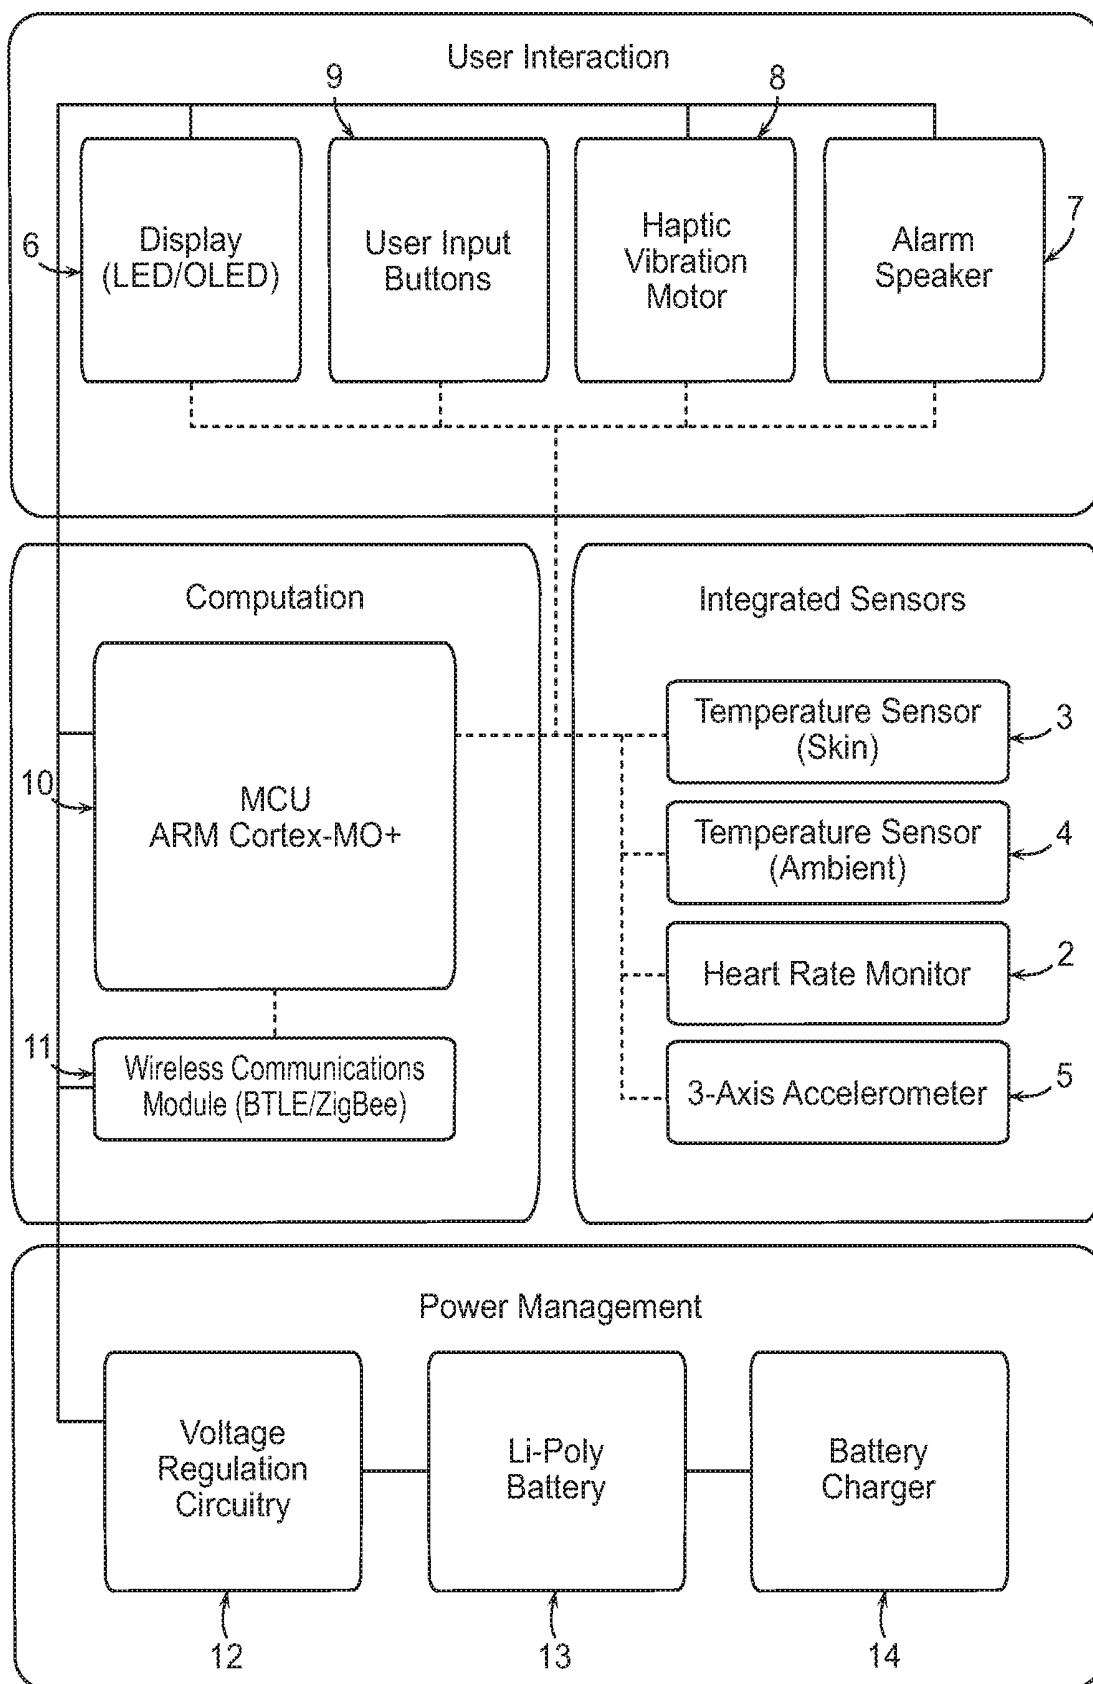 User Interaction
9
8
6
Display
(LED/OLED)
User Input
Buttons
Haptic
Vibration
Motor
Alarm
Speaker
7
Computation
10
MCU
ARM Cortex-MO+
11
Wireless Communications
Module (BTLE/ZigBee)
Integrated Sensors
Temperature Sensor
(Skin)
3
Temperature Sensor
(Ambient)
4
Heart Rate Monitor
2
3-Axis Accelerometer
5
Power Management
Voltage
Regulation
Circuitry
Li-Poly
Battery
Battery
Charger
12
13
14